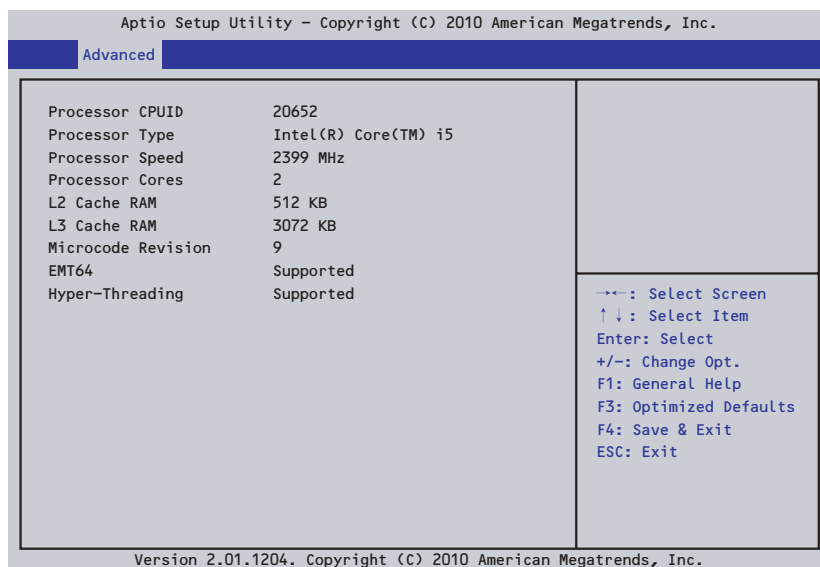 Aptio Setup Utility – Copyright (C) 2010 American Megatrends, Inc.
Advanced
Processor CPUID 20652
Processor Type Intel(R) Core(TM) i5
Processor Speed 2399 MHz
Processor Cores 2
L2 Cache RAM 512 KB
L3 Cache RAM 3072 KB
Microcode Revision 9
EMT64 Supported
Hyper-Threading Supported
→←: Select Screen
↑↓: Select Item
Enter: Select
+/-: Change Opt.
F1: General Help
F3: Optimized Defaults
F4: Save & Exit
ESC: Exit
Version 2.01.1204. Copyright (C) 2010 American Megatrends, Inc.